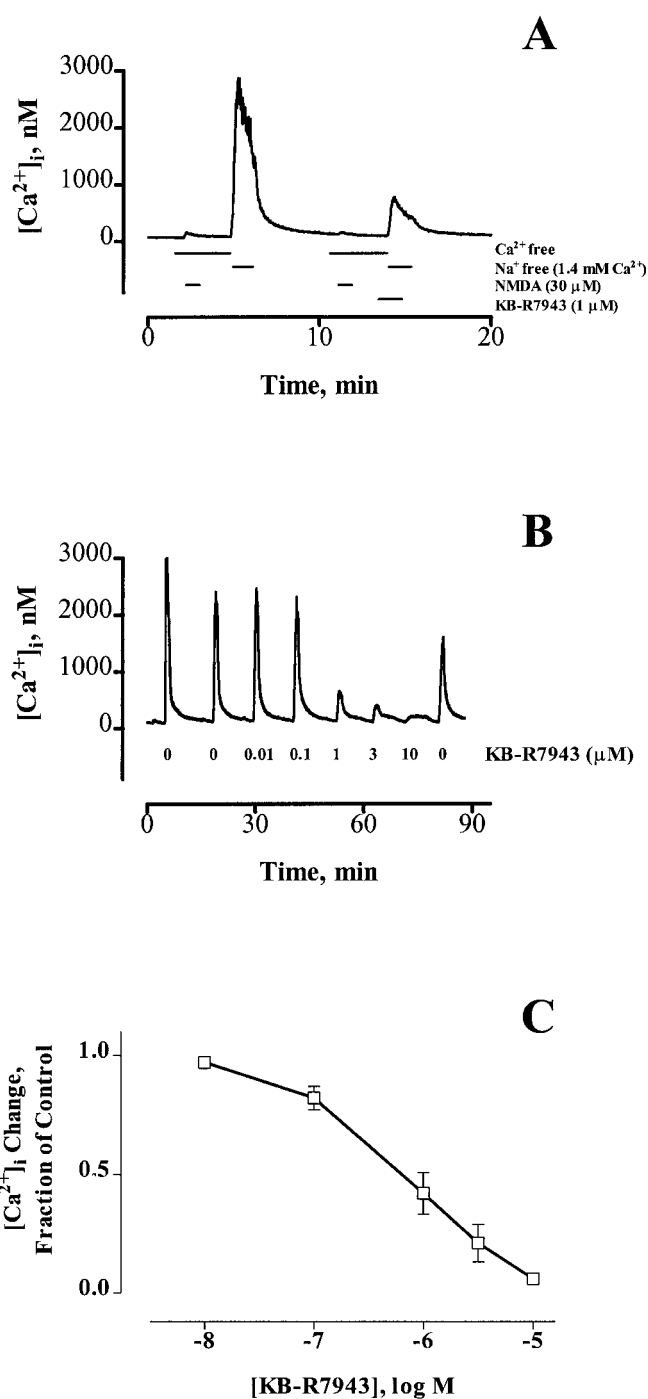 A
[Ca²⁺]ᵢ, nM
3000
2000
1000
0
Ca²⁺ free
Na⁺ free (1.4 mM Ca²⁺)
NMDA (30 µM)
KB-R7943 (1 µM)
0 10 20
Time, min
B
[Ca²⁺]ᵢ, nM
3000
2000
1000
0
0 0 0.01 0.1 1 3 10 0 KB-R7943 (µM)
0 30 60 90
Time, min
C
[Ca²⁺]ᵢ Change,
Fraction of Control
1.0
0.5
0.0
-8 -7 -6 -5
[KB-R7943], log M